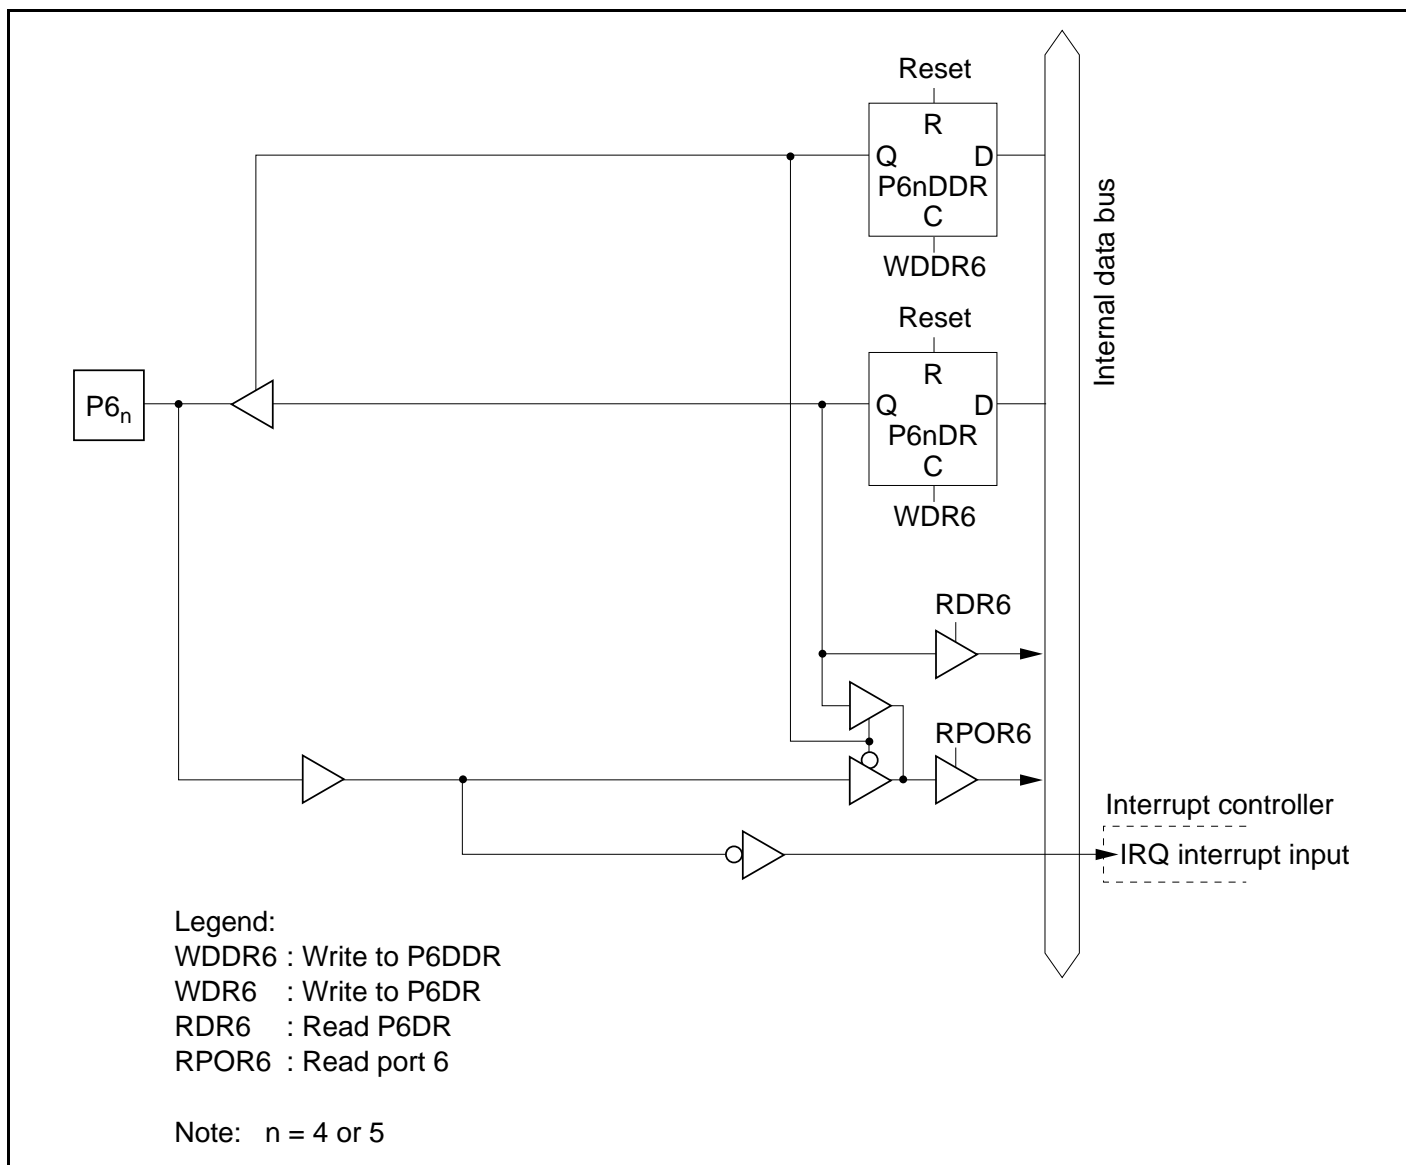 Reset
R
Q D
P6nDDR
C
WDDR6
Internal data bus
Reset
R
P6n
Q D
P6nDR
C
WDR6
RDR6
RPOR6
Interrupt controller
IRQ interrupt input
Legend:
WDDR6 : Write to P6DDR
WDR6 : Write to P6DR
RDR6 : Read P6DR
RPOR6 : Read port 6
Note: n = 4 or 5